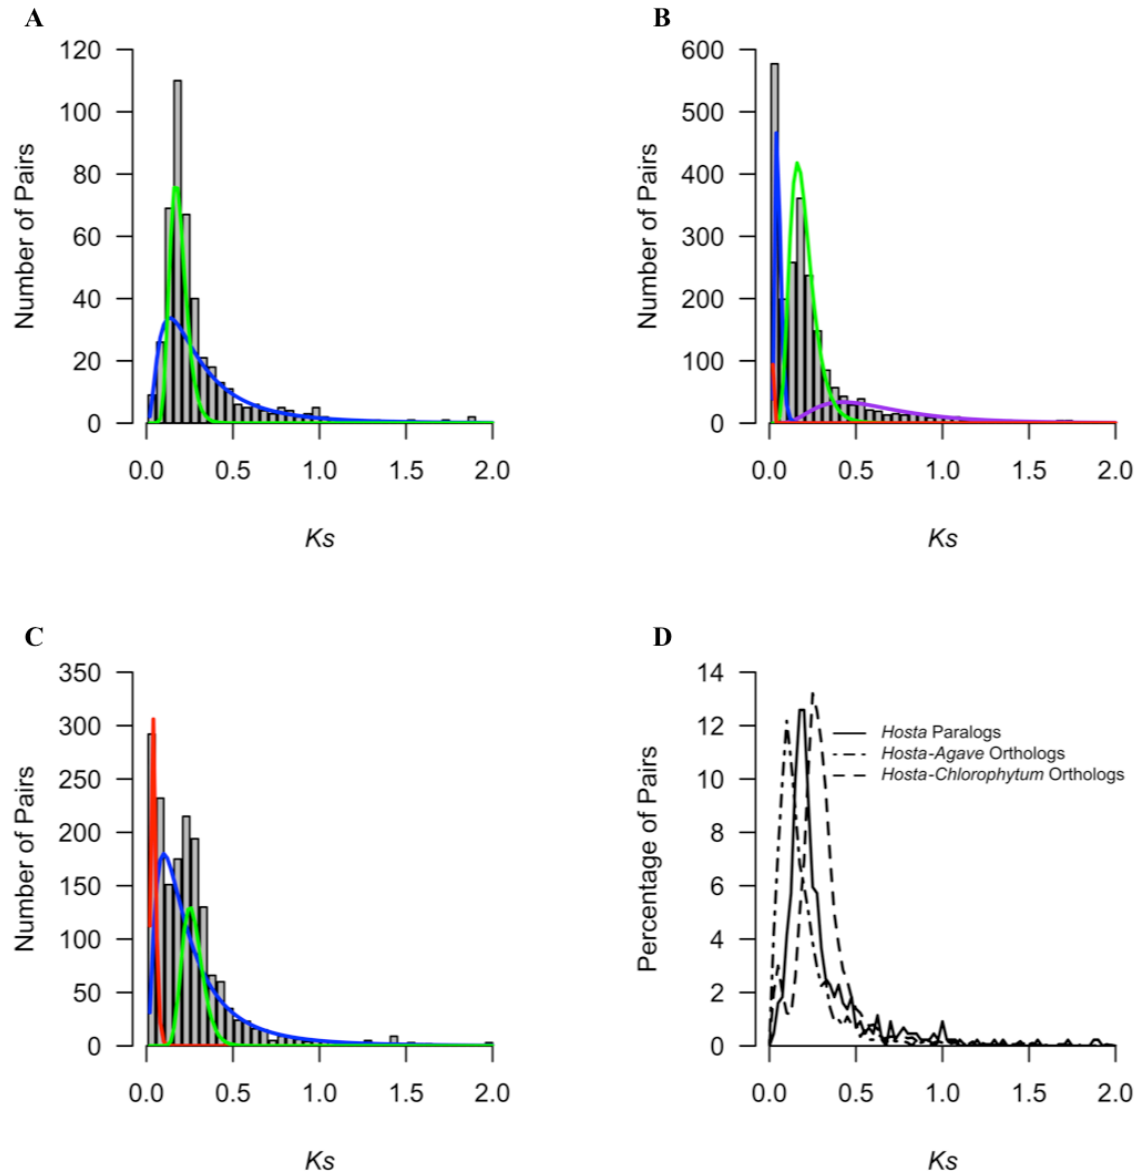 A
120
100
80
60
40
20
0
Number of Pairs
0.0 0.5 1.0 1.5 2.0
Ks
B
600
500
400
300
200
100
0
Number of Pairs
0.0 0.5 1.0 1.5 2.0
Ks
C
350
300
250
200
150
100
50
0
Number of Pairs
0.0 0.5 1.0 1.5 2.0
Ks
D
14
12
10
8
6
4
2
0
Percentage of Pairs
Hosta Paralogs
Hosta-Agave Orthologs
Hosta-Chlorophytum Orthologs
0.0 0.5 1.0 1.5 2.0
Ks